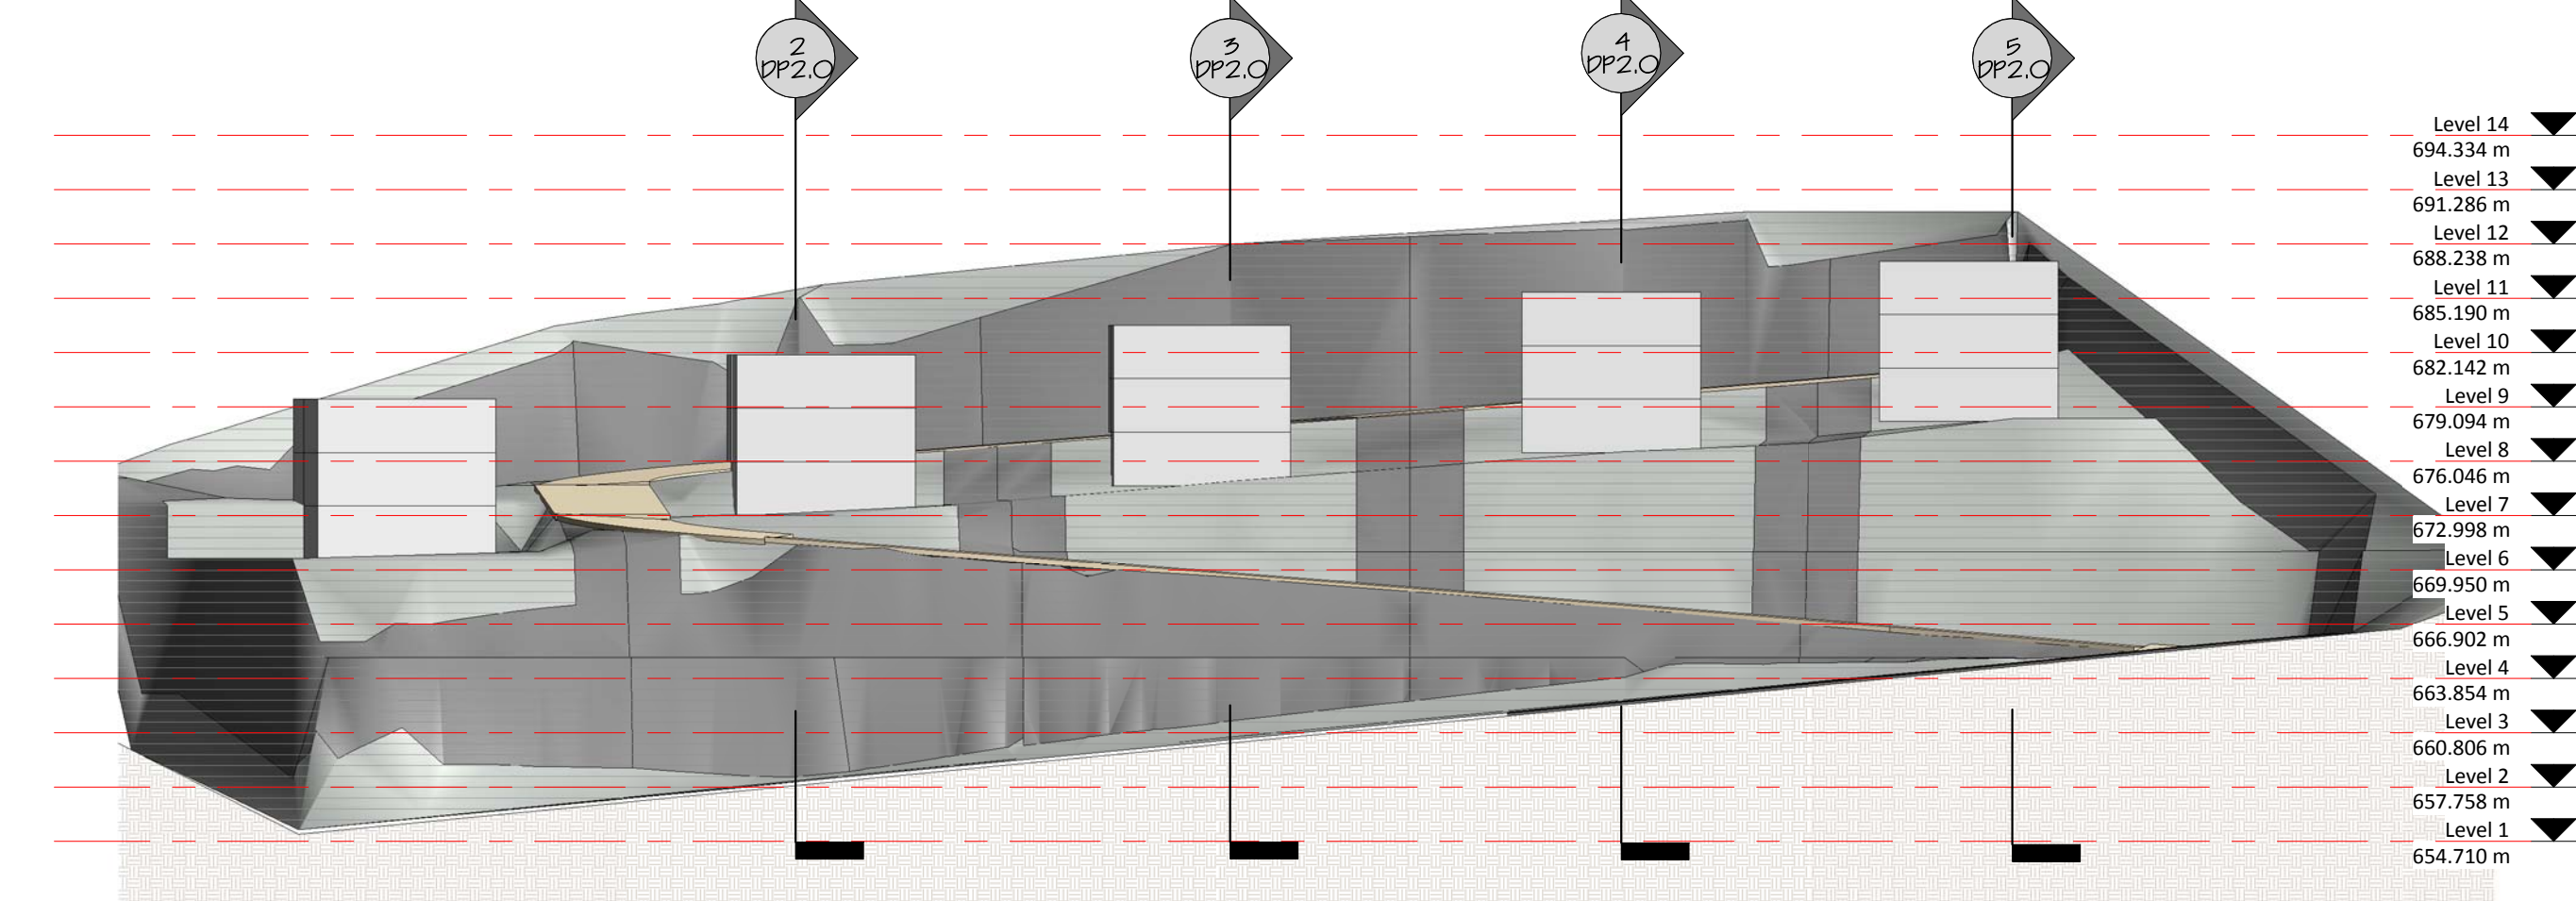 2
DP2.0
3
DP2.0
4
DP2.0
5
DP2.0
Level 14
694.334 m
Level 13
691.286 m
Level 12
688.238 m
Level 11
685.190 m
Level 10
682.142 m
Level 9
679.094 m
Level 8
676.046 m
Level 7
672.998 m
Level 6
669.950 m
Level 5
666.902 m
Level 4
663.854 m
Level 3
660.806 m
Level 2
657.758 m
Level 1
654.710 m